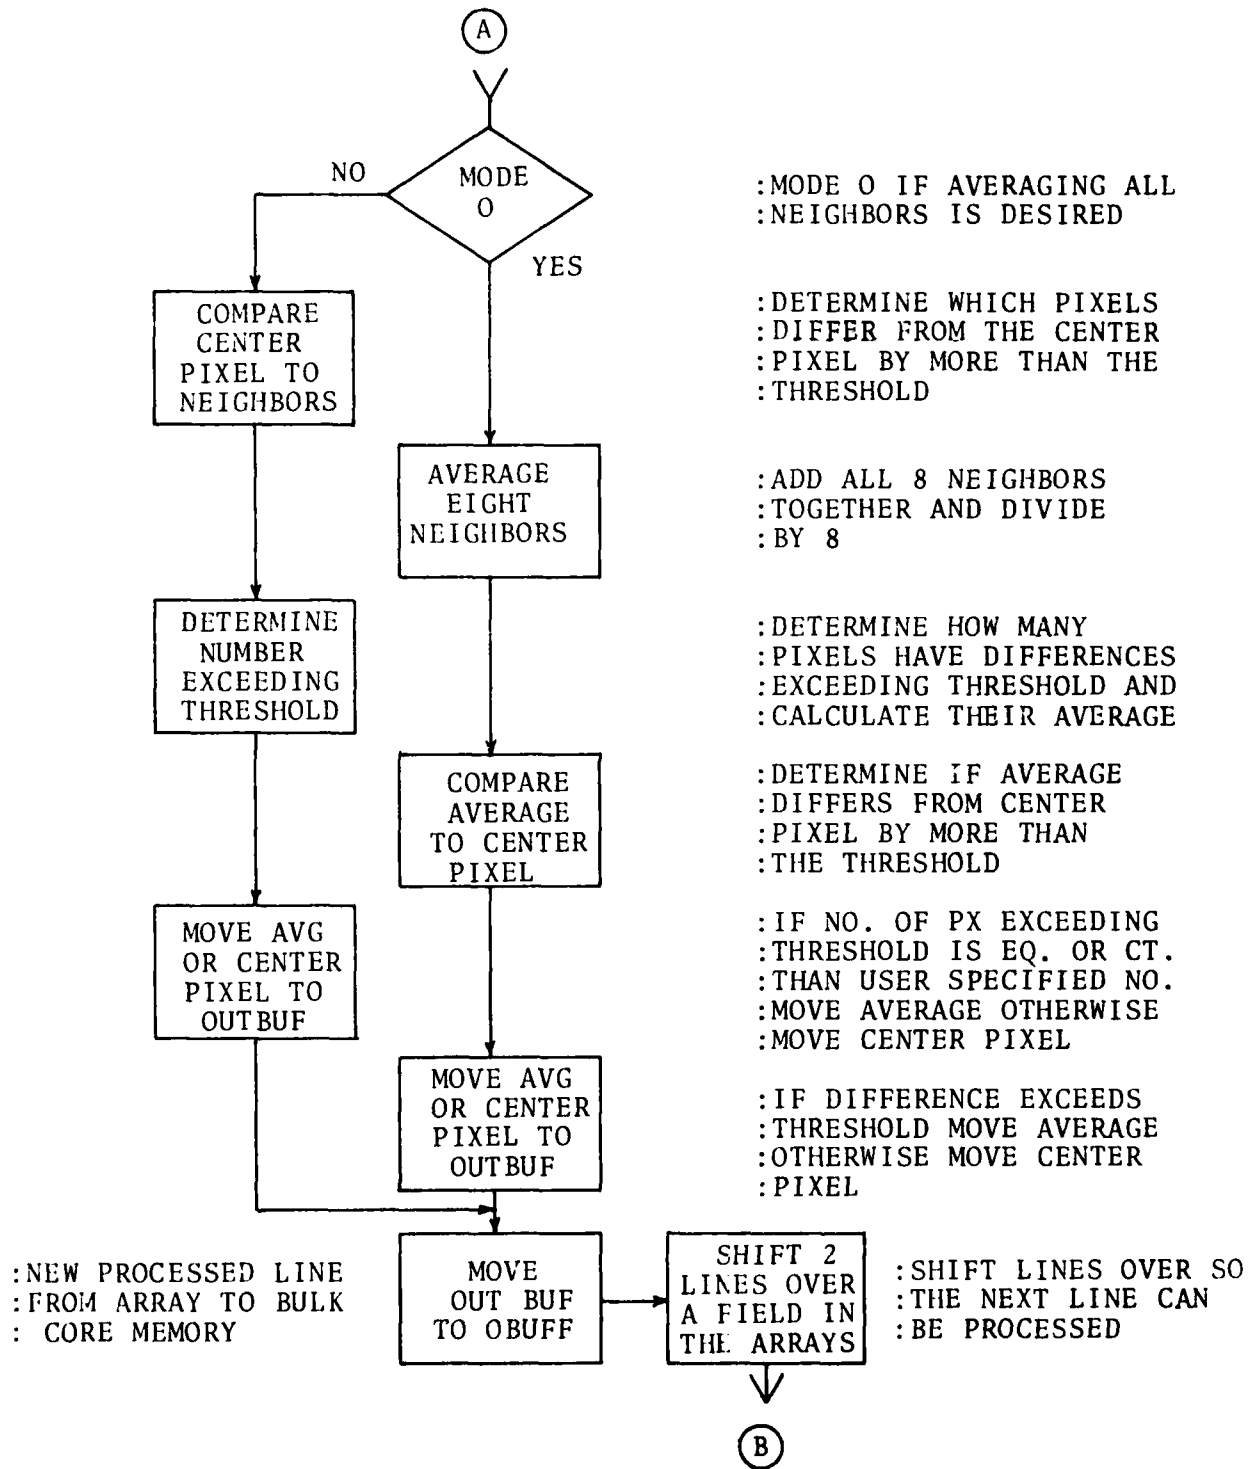 A
MODE
O
NO
YES
:MODE O IF AVERAGING ALL
:NEIGHBORS IS DESIRED
COMPARE
CENTER
PIXEL TO
NEIGHBORS
:DETERMINE WHICH PIXELS
:DIFFER FROM THE CENTER
:PIXEL BY MORE THAN THE
:THRESHOLD
AVERAGE
EIGHT
NEIGHBORS
:ADD ALL 8 NEIGHBORS
:TOGETHER AND DIVIDE
:BY 8
DETERMINE
NUMBER
EXCEEDING
THRESHOLD
:DETERMINE HOW MANY
:PIXELS HAVE DIFFERENCES
:EXCEEDING THRESHOLD AND
:CALCULATE THEIR AVERAGE
COMPARE
AVERAGE
TO CENTER
PIXEL
:DETERMINE IF AVERAGE
:DIFFERS FROM CENTER
:PIXEL BY MORE THAN
:THE THRESHOLD
MOVE AVG
OR CENTER
PIXEL TO
OUTBUF
:IF NO. OF PX EXCEEDING
:THRESHOLD IS EQ. OR CT.
:THAN USER SPECIFIED NO.
:MOVE AVERAGE OTHERWISE
:MOVE CENTER PIXEL
MOVE AVG
OR CENTER
PIXEL TO
OUTBUF
:IF DIFFERENCE EXCEEDS
:THRESHOLD MOVE AVERAGE
:OTHERWISE MOVE CENTER
:PIXEL
:NEW PROCESSED LINE
:FROM ARRAY TO BULK
: CORE MEMORY
MOVE
OUT BUF
TO OBUFF
SHIFT 2
LINES OVER
A FIELD IN
THE ARRAYS
:SHIFT LINES OVER SO
:THE NEXT LINE CAN
:BE PROCESSED
B